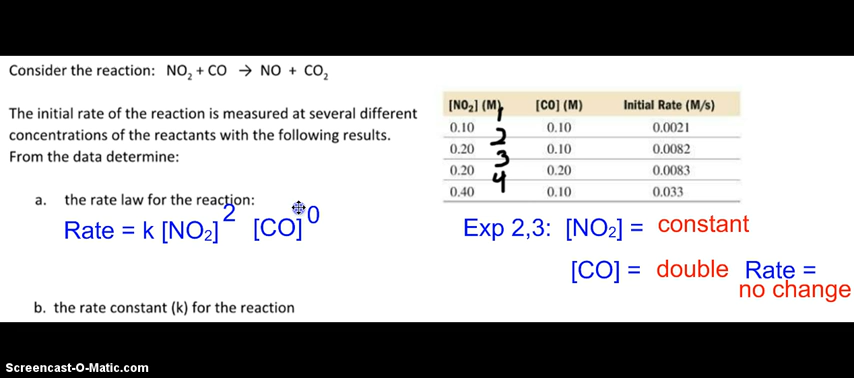 Consider the reaction: NO₂ + CO → NO + CO₂
The initial rate of the reaction is measured at several different
concentrations of the reactants with the following results.
From the data determine:
a. the rate law for the reaction:
Rate = k [NO₂]² [CO]⁰
b. the rate constant (k) for the reaction
[NO₂] (M) [CO] (M) Initial Rate (M/s)
0.10 1 0.10 0.0021
0.20 2 0.10 0.0082
0.20 3 0.20 0.0083
0.40 4 0.10 0.033
Exp 2,3: [NO₂] = constant
[CO] = double Rate =
no change
Screencast-O-Matic.com